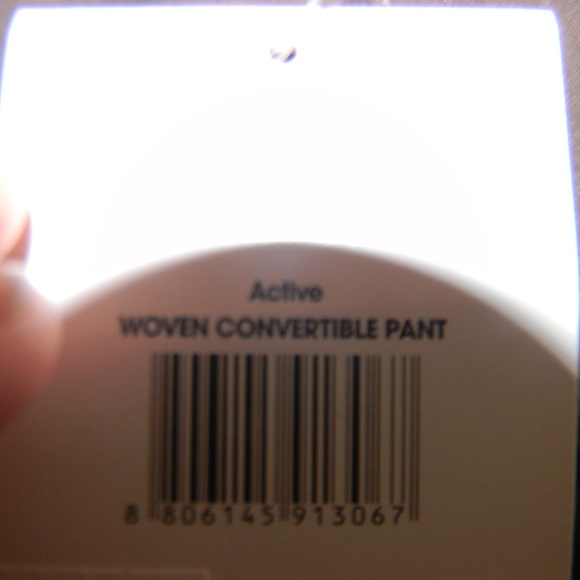 Active
WOVEN CONVERTIBLE PANT
8 806145 913067